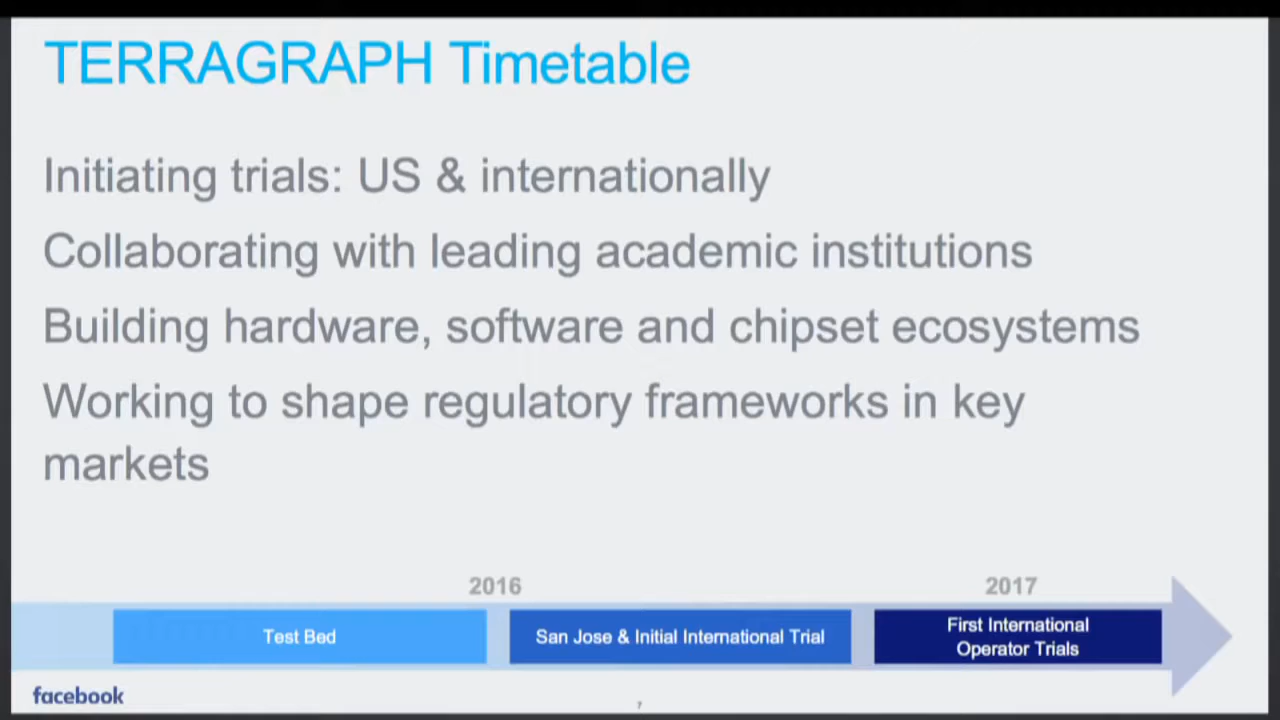 TERRAGRAPH Timetable
Initiating trials: US & internationally
Collaborating with leading academic institutions
Building hardware, software and chipset ecosystems
Working to shape regulatory frameworks in key
markets
2016
2017
Test Bed
San Jose & Initial International Trial
First International
Operator Trials
facebook
7